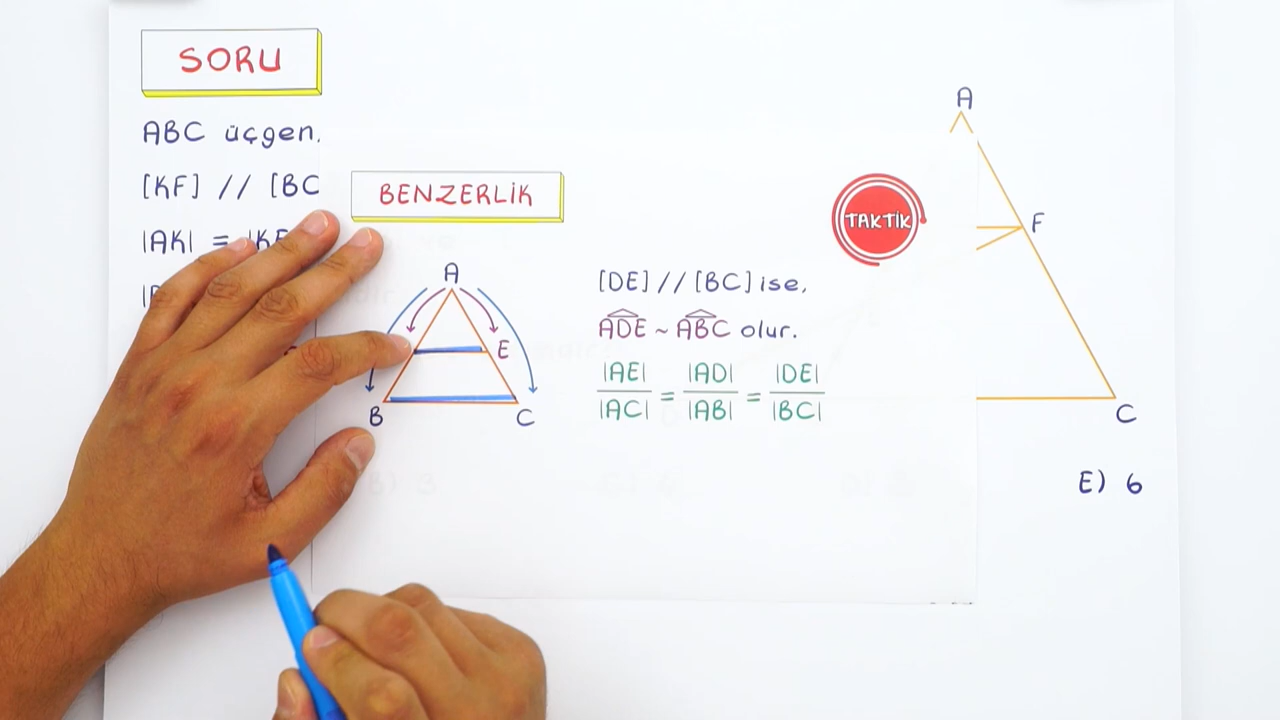 SORU
ABC üçgen,
[KF] // [BC
|AK| = |KF
BENZERLİK
A
E
B
C
[DE] // [BC] ise,
ADE ~ ABC olur.
|AE| / |AC| = |AD| / |AB| = |DE| / |BC|
TAKTİK
A
F
C
E) 6